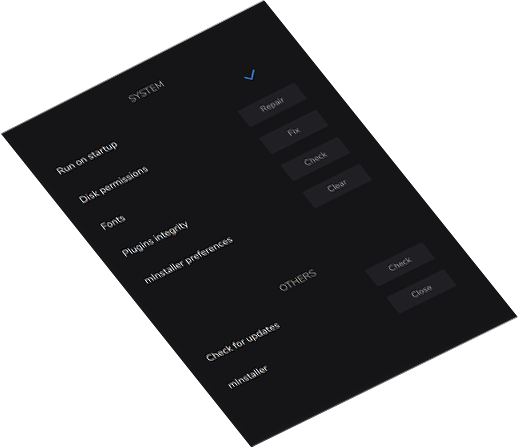 SYSTEM
Run on startup
Disk permissions Repair
Fonts Fix
Plugins integrity Check
mInstaller preferences Clear
OTHERS
Check for updates Check
mInstaller Close